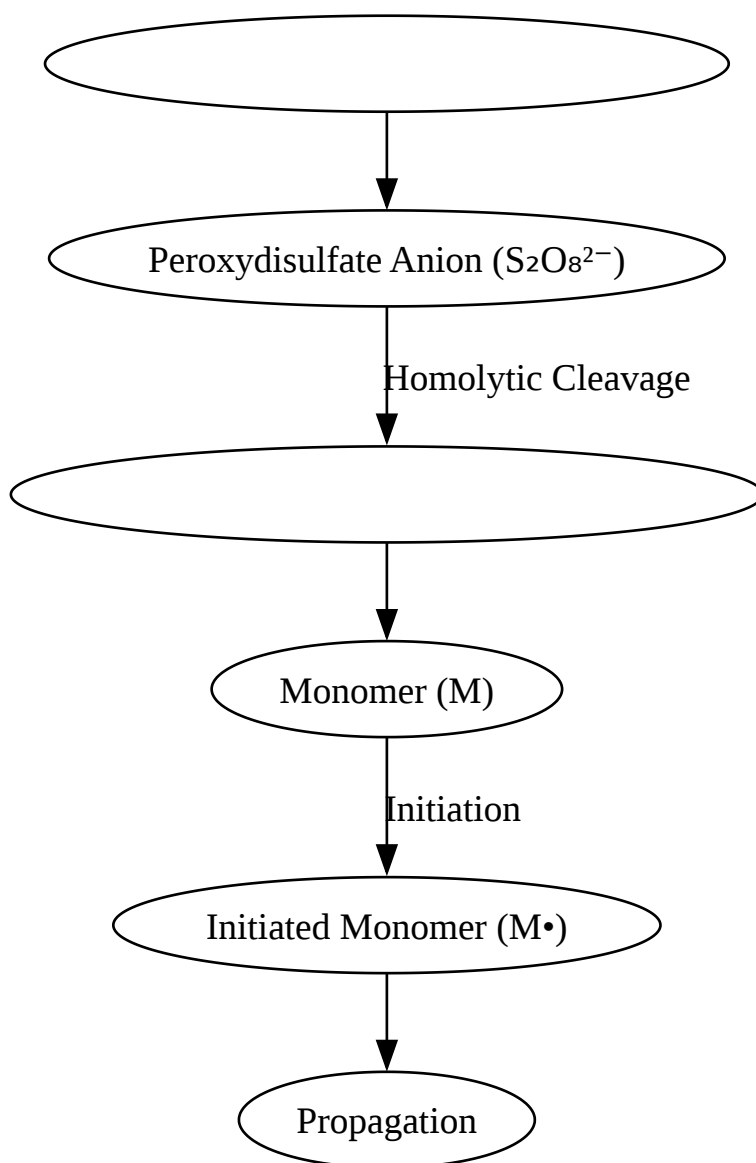 Peroxydisulfate Anion (S₂O₈²⁻)
Homolytic Cleavage
Monomer (M)
Initiation
Initiated Monomer (M•)
Propagation